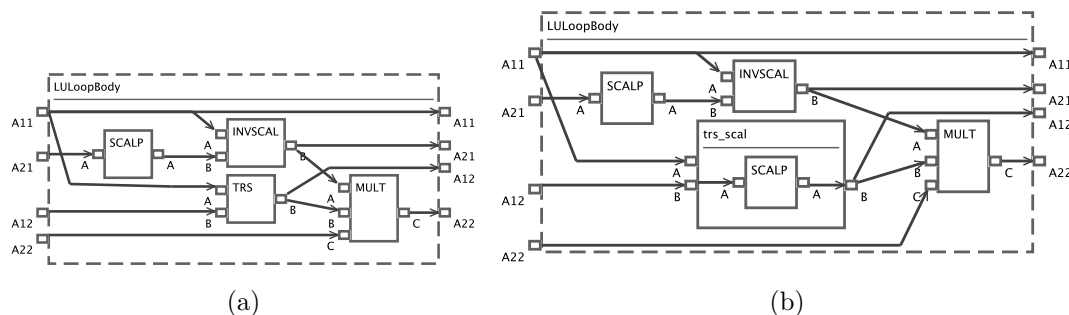 LULoopBody
A11
A11
SCALP
INVSCAL
A
B
A
A
B
A21
A21
TRS
A12
MULT
A
B
B
A
B
C
C
A12
A22
A22
(a)
LULoopBody
A11
A11
SCALP
INVSCAL
A
B
A
A
B
A21
A21
A12
trs_scal
MULT
SCALP
A
B
A
A
B
A
B
C
C
A12
A22
A22
(b)